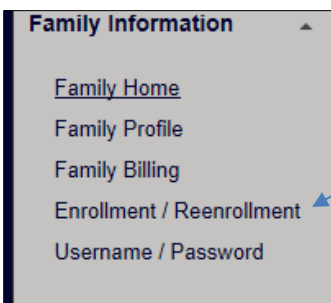 Family Information
Family Home
Family Profile
Family Billing
Enrollment / Reenrollment
Username / Password